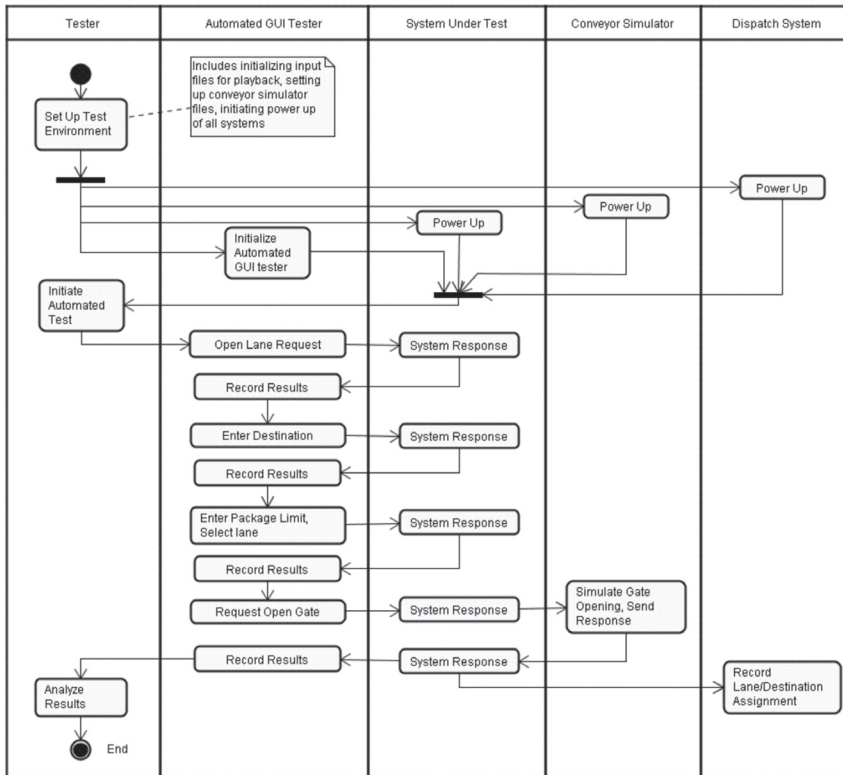 Tester
Automated GUI Tester
System Under Test
Conveyor Simulator
Dispatch System
Includes initializing input
files for playback, setting
up conveyor simulator
files, initiating power up
of all systems
Set Up Test
Environment
Power Up
Power Up
Power Up
Initialize
Automated
GUI tester
Initiate
Automated
Test
Open Lane Request
System Response
Record Results
Enter Destination
System Response
Record Results
Enter Package Limit,
Select lane
System Response
Record Results
Request Open Gate
System Response
Simulate Gate
Opening, Send
Response
Record Results
System Response
Analyze
Results
Record
Lane/Destination
Assignment
End